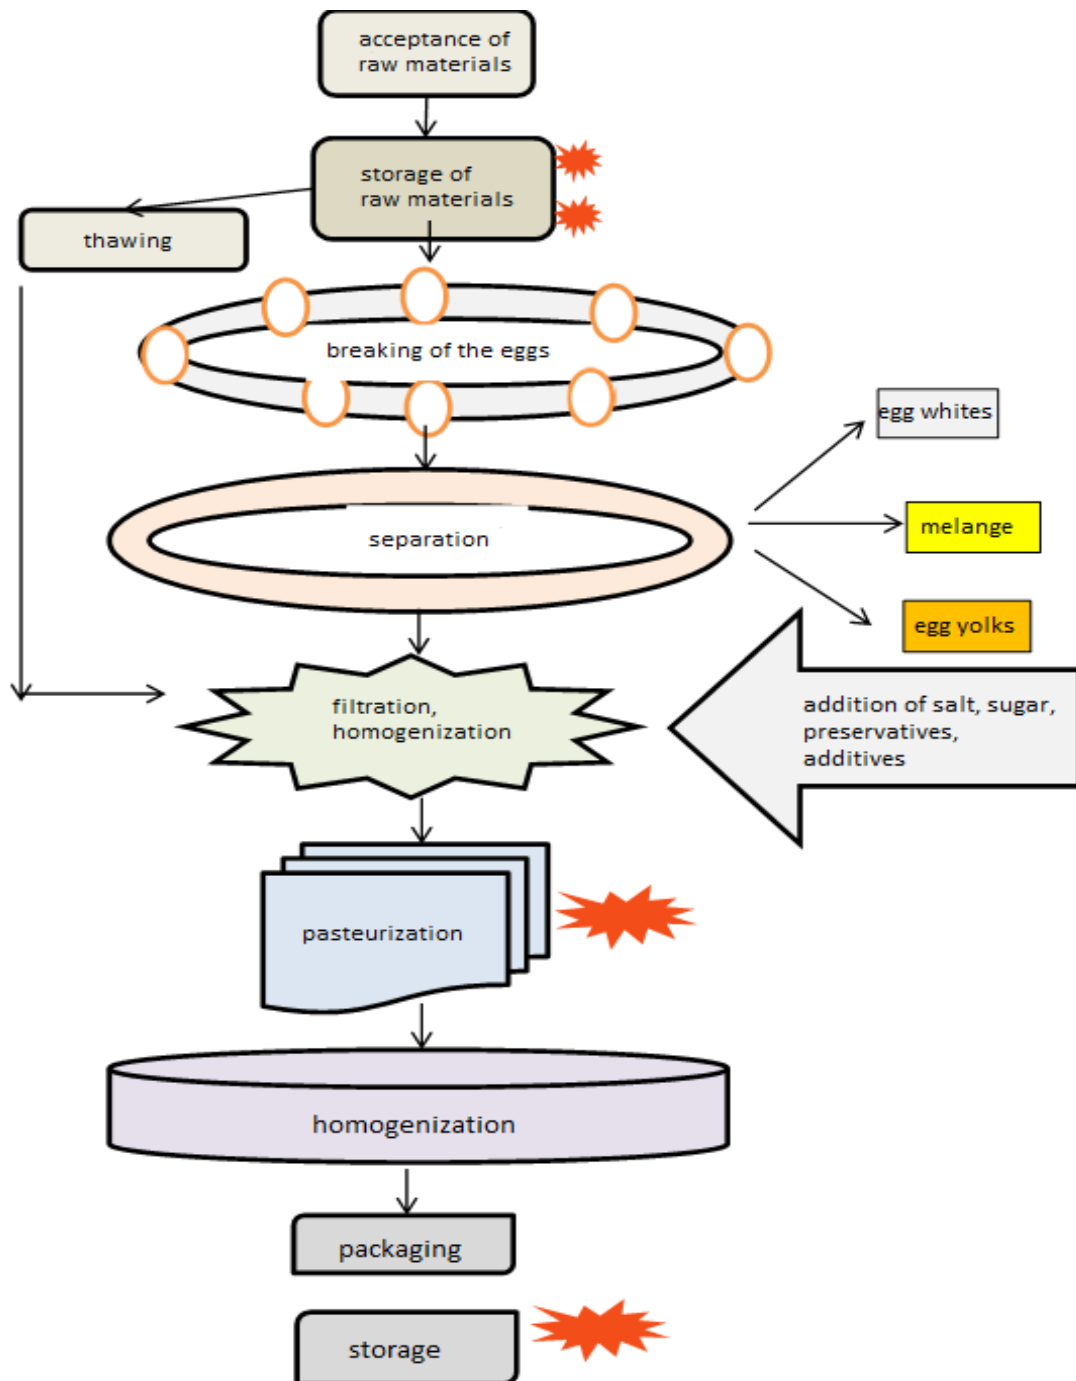 acceptance of
raw materials
storage of
raw materials
thawing
breaking of the eggs
egg whites
separation
melange
egg yolks
filtration,
homogenization
addition of salt, sugar,
preservatives,
additives
pasteurization
homogenization
packaging
storage